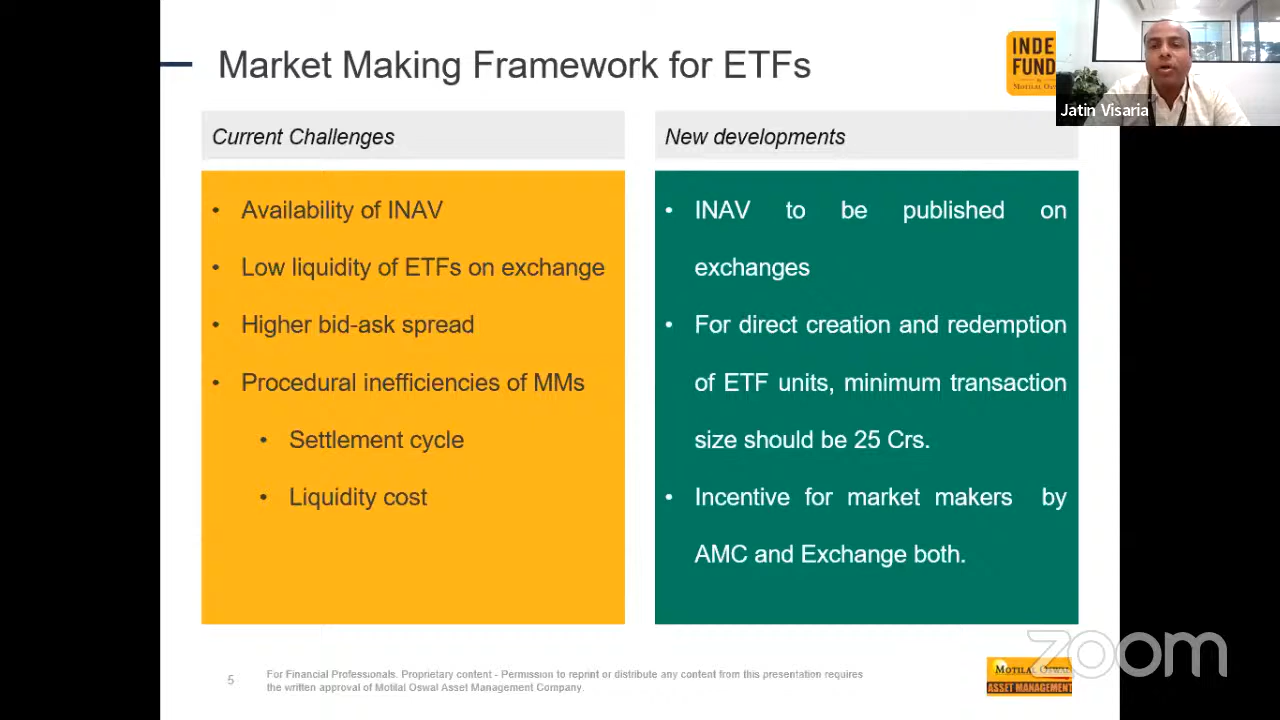 Market Making Framework for ETFs
INDE
FUND
Jatin Visaria
Current Challenges
• Availability of INAV
• Low liquidity of ETFs on exchange
• Higher bid-ask spread
• Procedural inefficiencies of MMs
• Settlement cycle
• Liquidity cost
New developments
• INAV to be published on
exchanges
• For direct creation and redemption
of ETF units, minimum transaction
size should be 25 Crs.
• Incentive for market makers by
AMC and Exchange both.
5
For Financial Professionals. Proprietary content - Permission to reprint or distribute any content from this presentation requires
the written approval of Motilal Oswal Asset Management Company.
MOTILAL OSWAL
ASSET MANAGEMENT
zoom